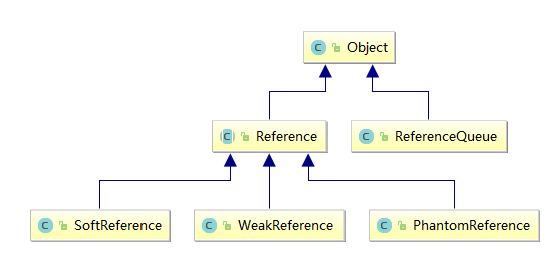 C Object
C Reference
C ReferenceQueue
C SoftReference
C WeakReference
C PhantomReference